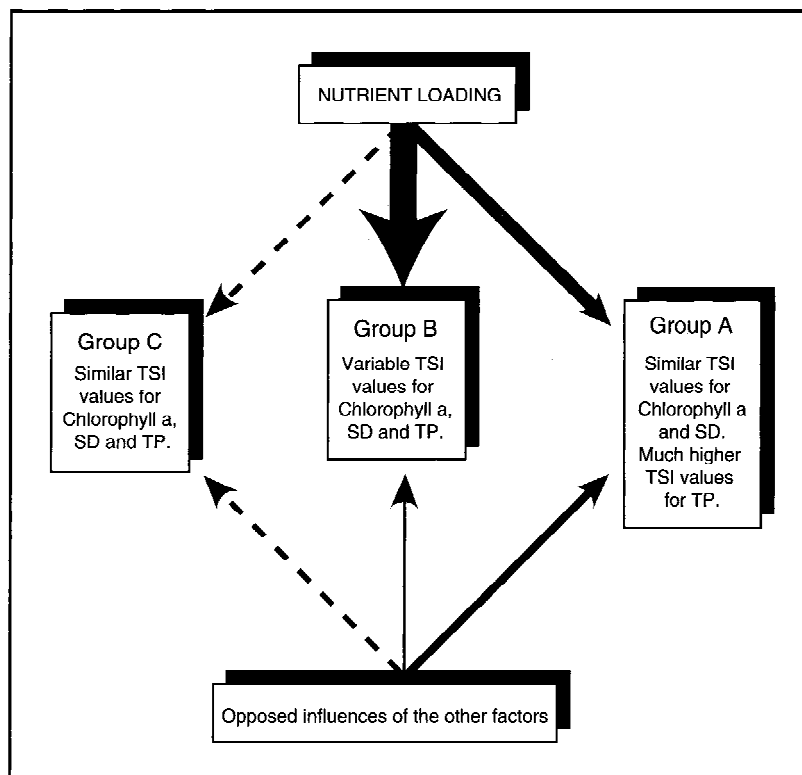 NUTRIENT LOADING
Group C
Similar TSI
values for
Chlorophyll a,
SD and TP.
Group B
Variable TSI
values for
Chlorophyll a,
SD and TP.
Group A
Similar TSI
values for
Chlorophyll a
and SD.
Much higher
TSI values
for TP.
Opposed influences of the other factors